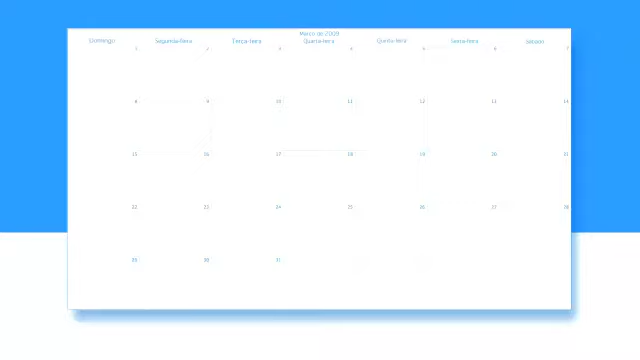 Março de 2009
Domingo Segunda-feira Terça-feira Quarta-feira Quinta-feira Sexta-feira Sábado
1 2 3 4 5 6 7
8 9 10 11 12 13 14
15 16 17 18 19 20 21
22 23 24 25 26 27 28
29 30 31